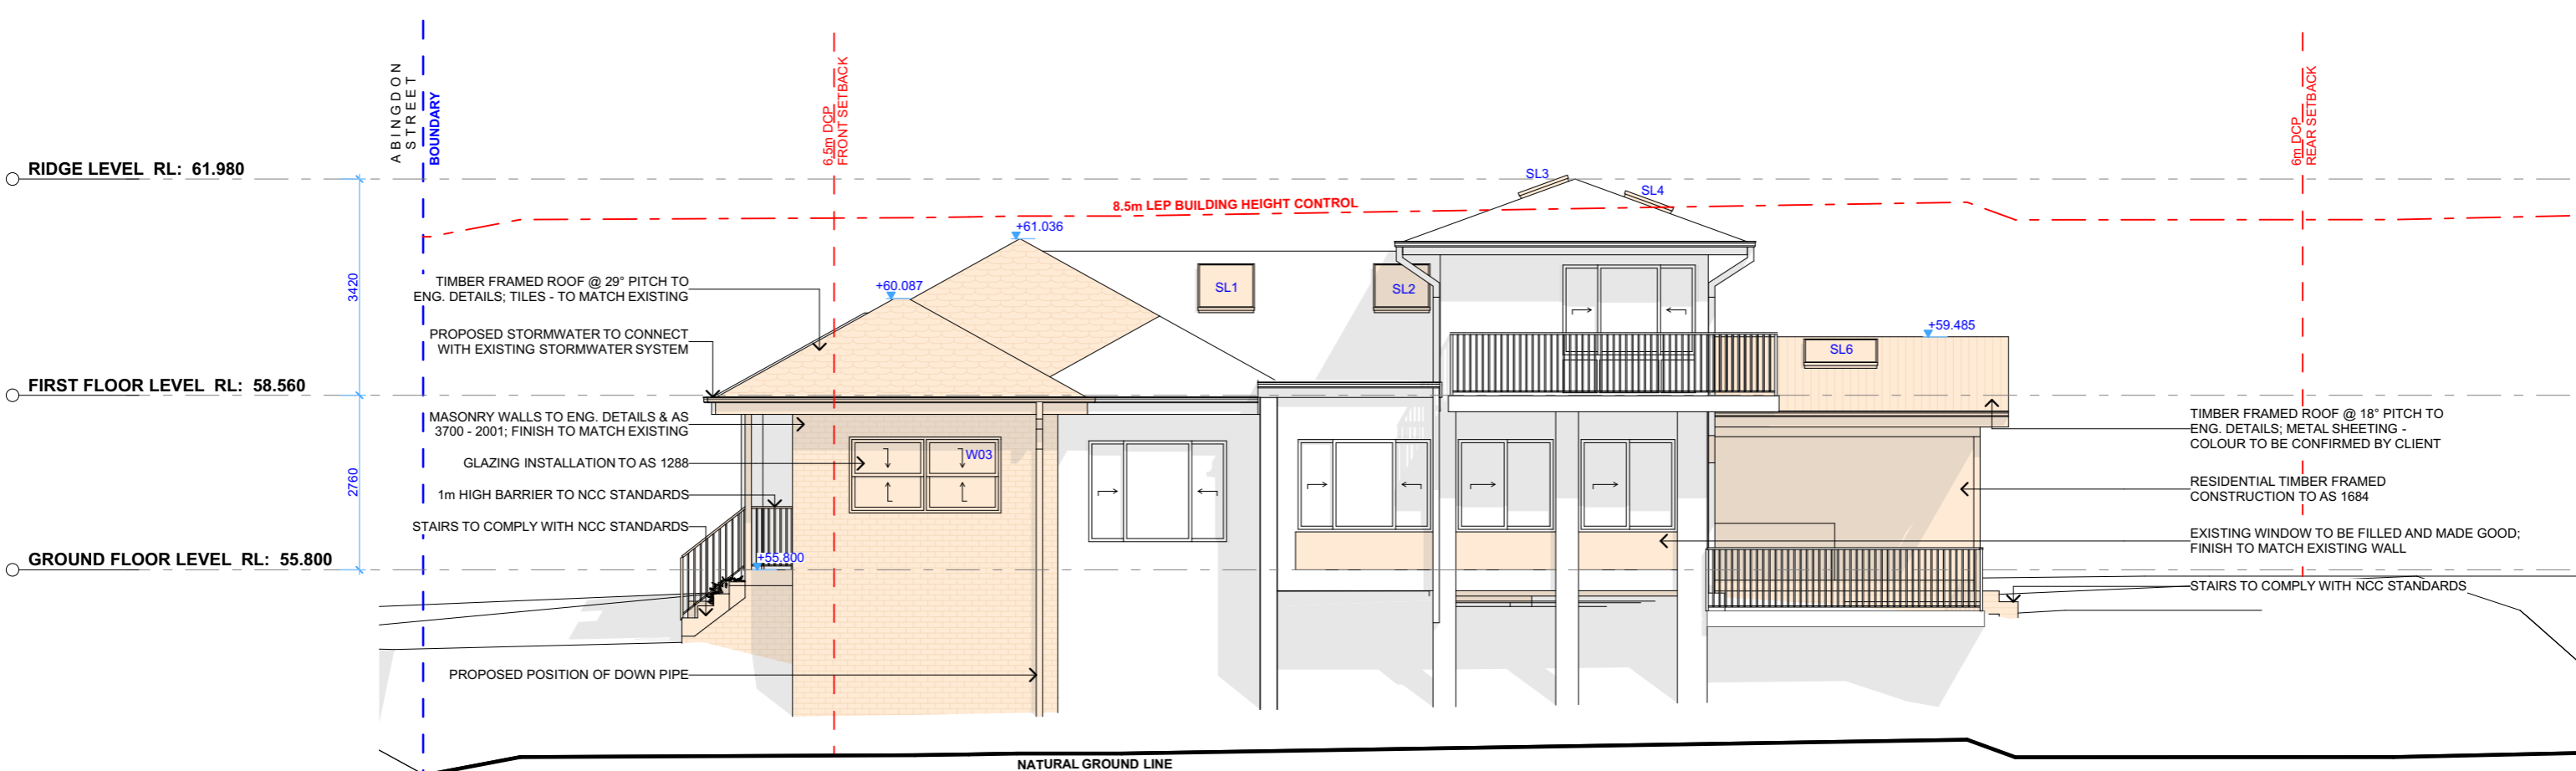 ABINGDON
STREET
BOUNDARY
6.5m DCP
FRONT SETBACK
6m DCP
REAR SETBACK
RIDGE LEVEL RL: 61.980
8.5m LEP BUILDING HEIGHT CONTROL
SL3
SL4
+61.036
+60.087
SL1
SL2
+59.485
SL6
3420
TIMBER FRAMED ROOF @ 29° PITCH TO
ENG. DETAILS; TILES - TO MATCH EXISTING
PROPOSED STORMWATER TO CONNECT
WITH EXISTING STORMWATER SYSTEM
FIRST FLOOR LEVEL RL: 58.560
MASONRY WALLS TO ENG. DETAILS & AS
3700 - 2001; FINISH TO MATCH EXISTING
GLAZING INSTALLATION TO AS 1288
W03
2760
1m HIGH BARRIER TO NCC STANDARDS
STAIRS TO COMPLY WITH NCC STANDARDS
GROUND FLOOR LEVEL RL: 55.800
+55.800
PROPOSED POSITION OF DOWN PIPE
TIMBER FRAMED ROOF @ 18° PITCH TO
ENG. DETAILS; METAL SHEETING -
COLOUR TO BE CONFIRMED BY CLIENT
RESIDENTIAL TIMBER FRAMED
CONSTRUCTION TO AS 1684
EXISTING WINDOW TO BE FILLED AND MADE GOOD;
FINISH TO MATCH EXISTING WALL
STAIRS TO COMPLY WITH NCC STANDARDS
NATURAL GROUND LINE